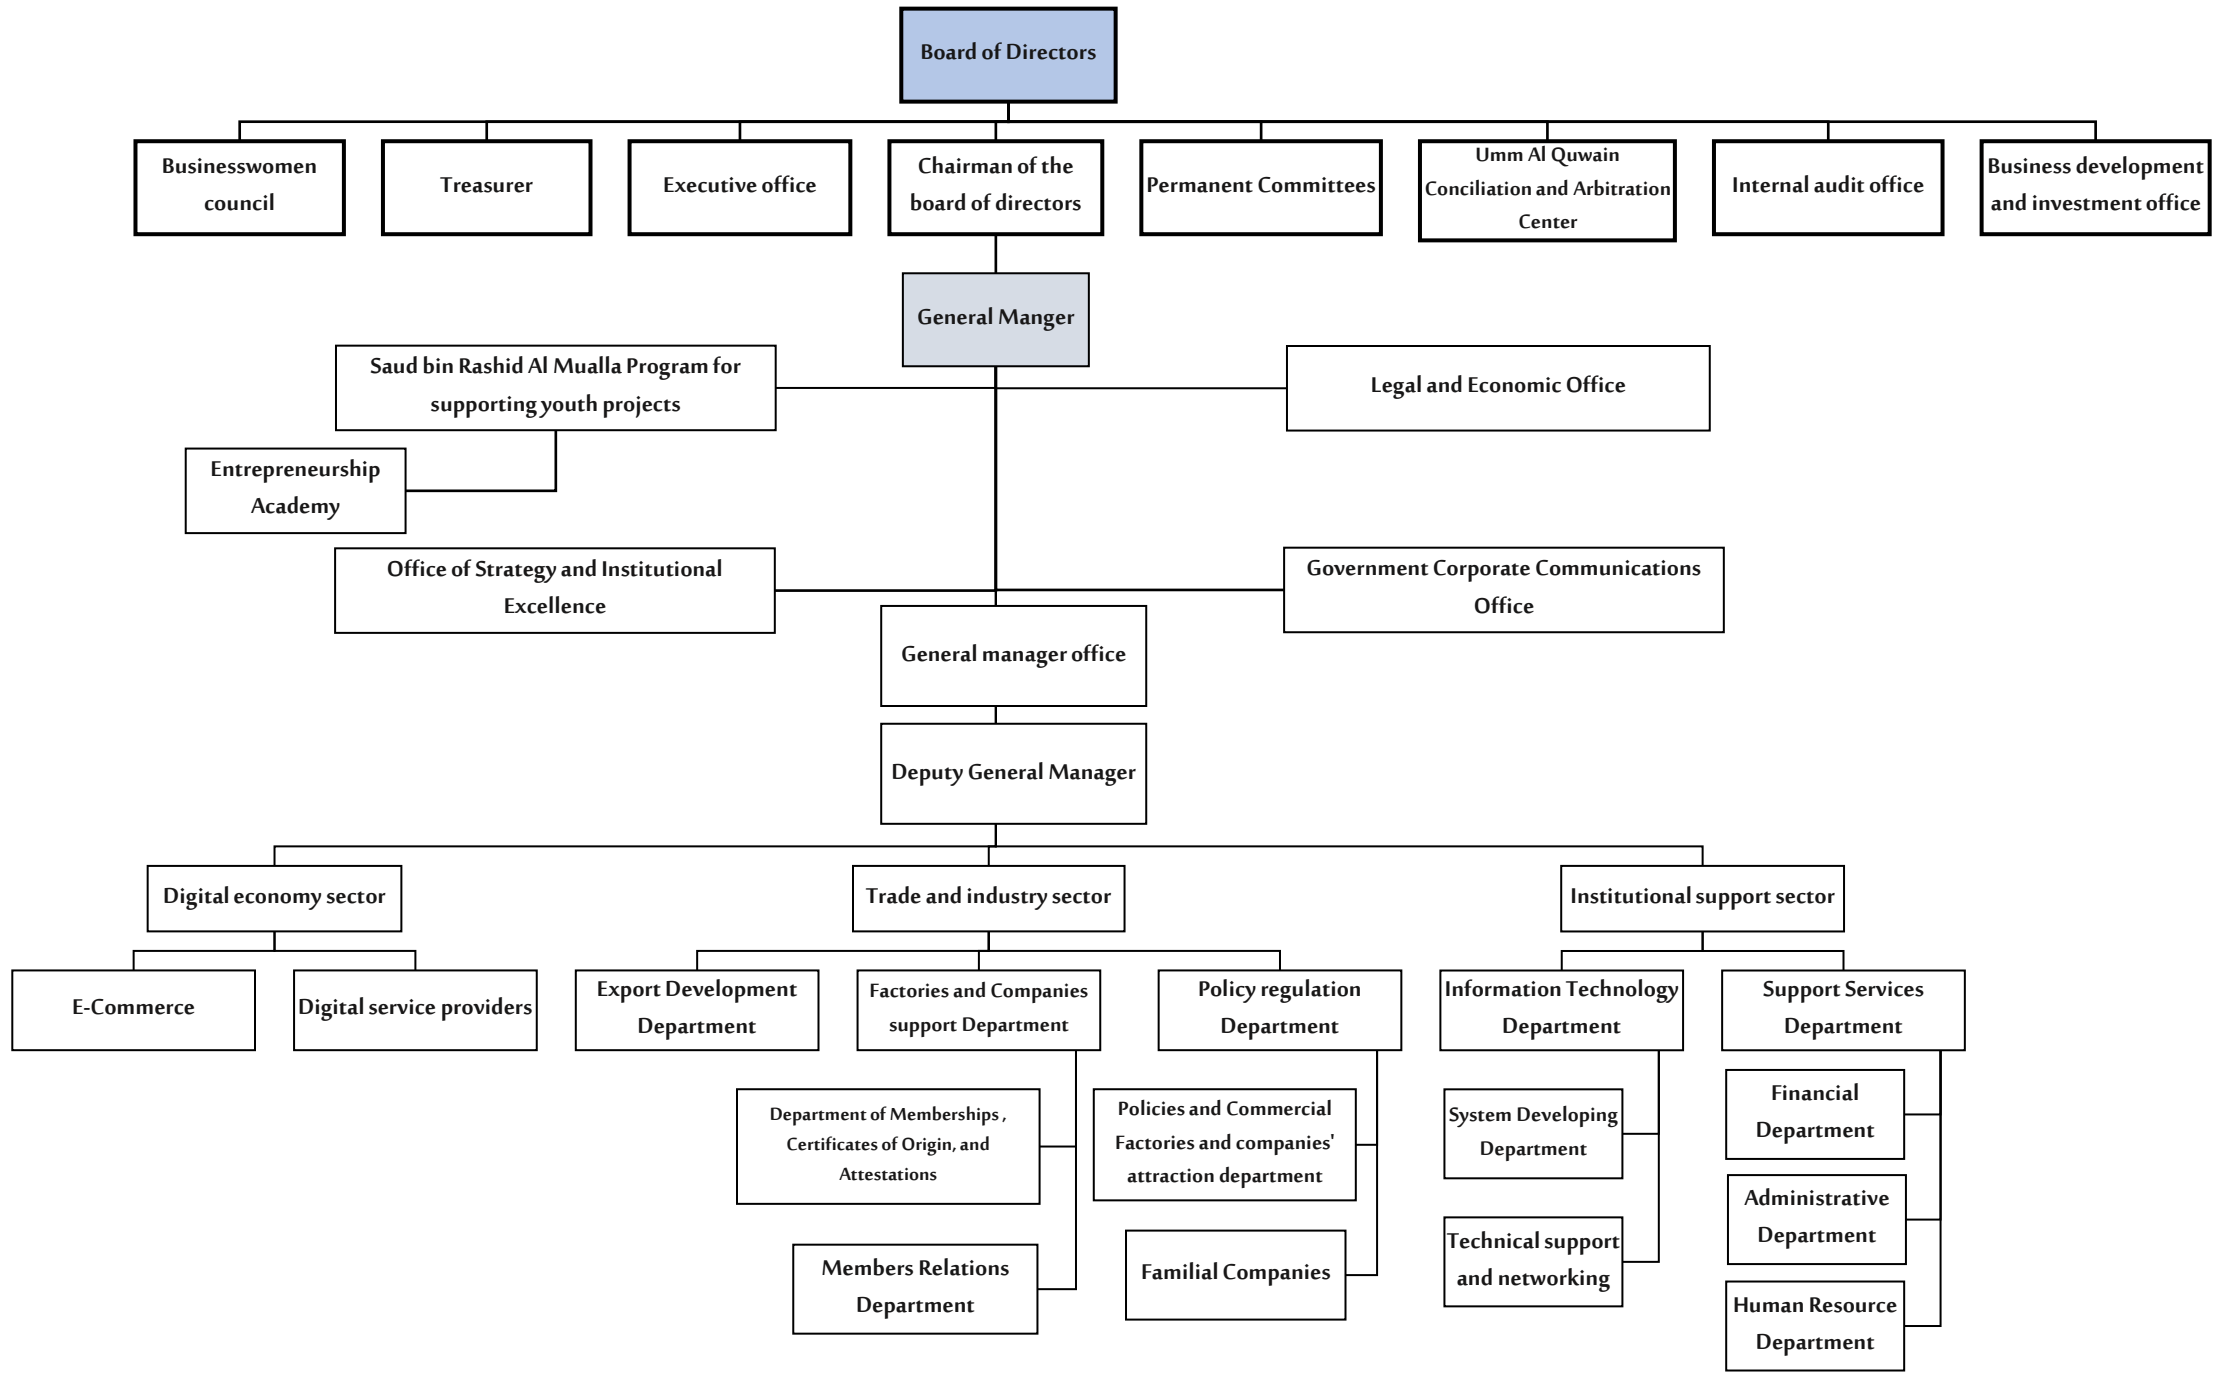 Board of Directors
Businesswomen
council
Treasurer
Executive office
Chairman of the
board of directors
Permanent Committees
Umm Al Quwain
Conciliation and Arbitration
Center
Internal audit office
Business development
and investment office
General Manger
Saud bin Rashid Al Mualla Program for
supporting youth projects
Legal and Economic Office
Entrepreneurship
Academy
Office of Strategy and Institutional
Excellence
Government Corporate Communications
Office
General manager office
Deputy General Manager
Digital economy sector
Trade and industry sector
Institutional support sector
E-Commerce
Digital service providers
Export Development
Department
Factories and Companies
support Department
Policy regulation
Department
Information Technology
Department
Support Services
Department
Department of Memberships ,
Certificates of Origin, and
Attestations
Members Relations
Department
Policies and Commercial
Factories and companies'
attraction department
Familial Companies
System Developing
Department
Technical support
and networking
Financial
Department
Administrative
Department
Human Resource
Department